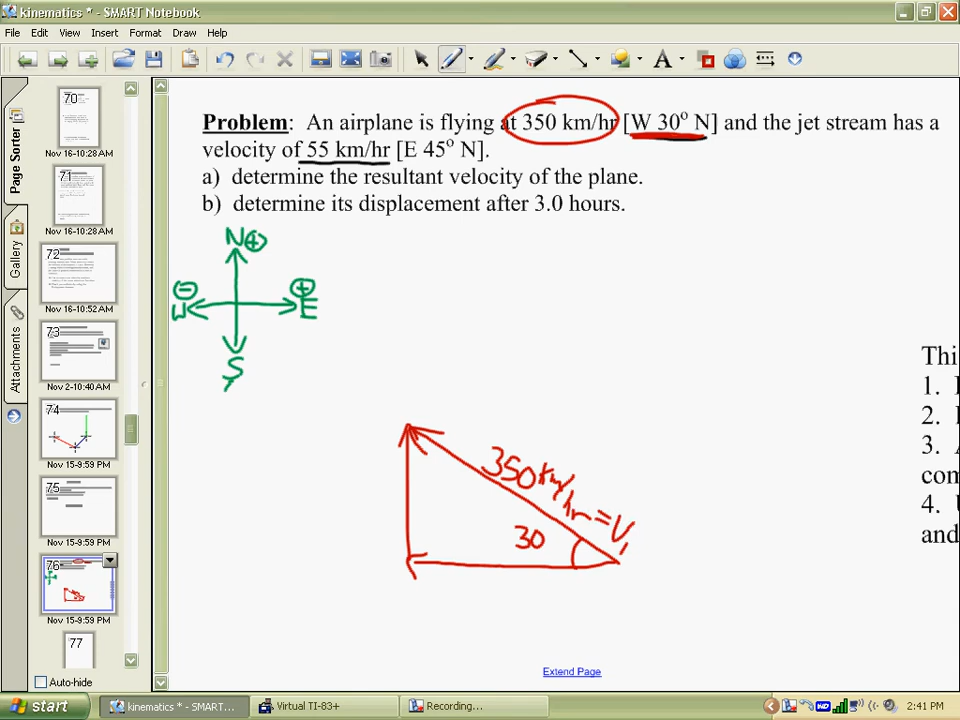 kinematics * - SMART Notebook
File Edit View Insert Format Draw Help
Page Sorter
Gallery
Attachments
70
Nov 16-10:28 AM
71
Nov 16-10:28 AM
72
Nov 16-10:52 AM
73
Nov 2-10:40 AM
74
Nov 15-9:59 PM
75
Nov 15-9:59 PM
76
Nov 15-9:59 PM
77
Auto-hide
Problem: An airplane is flying at 350 km/hr [W 30º N] and the jet stream has a
velocity of 55 km/hr [E 45º N].
a) determine the resultant velocity of the plane.
b) determine its displacement after 3.0 hours.
N+
- +
W E
S
350 km/hr = V1
30
Thi
1.
2.
3.
com
4.
and
Extend Page
start
kinematics * - SMART...
Virtual TI-83+
Recording...
2:41 PM